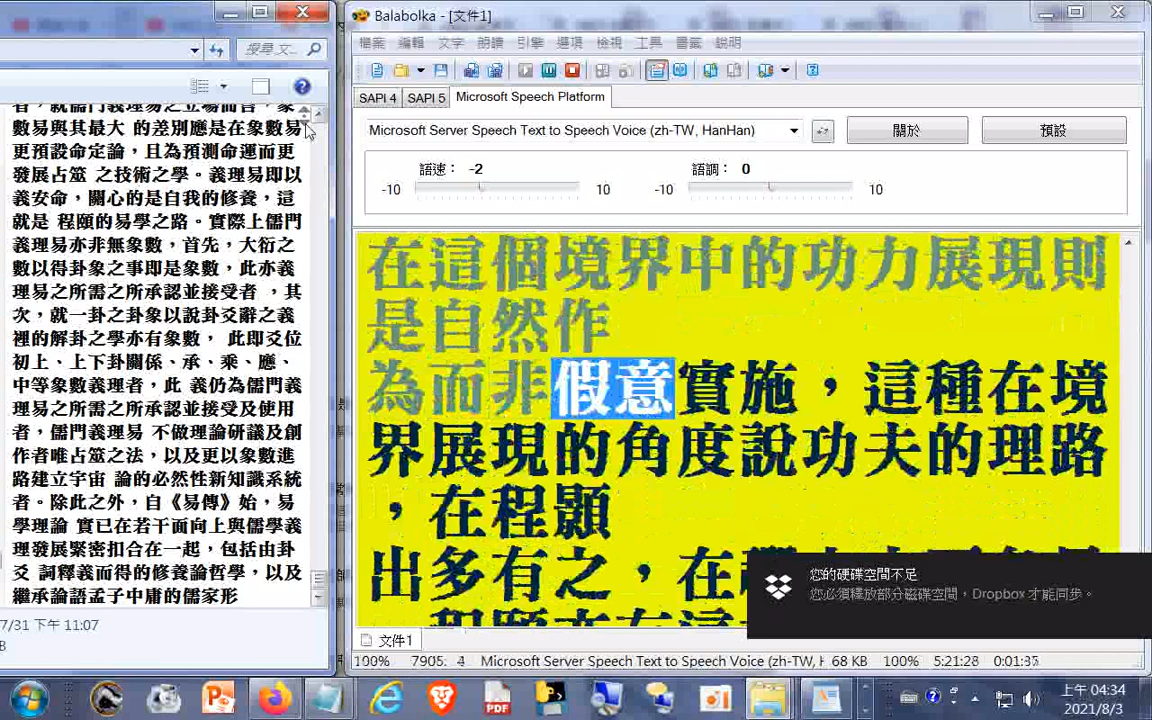 搜尋 文...
者，就儒門義理易之立場而言，象
數易與其最大 的差別應是在象數易
更預設命定論，且為預測命運而更
發展占筮 之技術之學。義理易即以
義安命，關心的是自我的修養，這
就是 程頤的易學之路。實際上儒門
義理易亦非無象數，首先，大衍之
數以得卦象之事即是象數，此亦義
理易之所需之所承認並接受者 ，其
次，就一卦之卦象以說卦爻辭之義
裡的解卦之學亦有象數， 此即爻位
初上、上下卦關係、承、乘、應、
中等象數義理者，此 義仍為儒門義
理易之所需之所承認並接受及使用
者，儒門義理易 不做理論研議及創
作者唯占筮之法，以及更以象數進
路建立宇宙 論的必然性新知識系統
者。除此之外，自《易傳》始，易
學理論 實已在若干面向上與儒學義
理發展緊密扣合在一起，包括由卦
爻 詞釋義而得的修養論哲學，以及
繼承論語孟子中庸的儒家形
7/31 下午 11:07
B
Balabolka - [文件1]
檔案 編輯 文字 朗讀 引擎 選項 檢視 工具 書籤 說明
SAPI 4 SAPI 5 Microsoft Speech Platform
Microsoft Server Speech Text to Speech Voice (zh-TW, HanHan) 關於 預設
語速： -2 語調： 0
-10 10 -10 10
在這個境界中的功力展現則
是自然作
為而非假意實施，這種在境
界展現的角度說功夫的理路
，在程顥
出多有之，在
您的硬碟空間不足
您必須釋放部分磁碟空間，Dropbox 才能同步。
文件1
100% 7905: 4 Microsoft Server Speech Text to Speech Voice (zh-TW, H 68 KB 100% 5:21:28
上午 04:34
2021/8/3